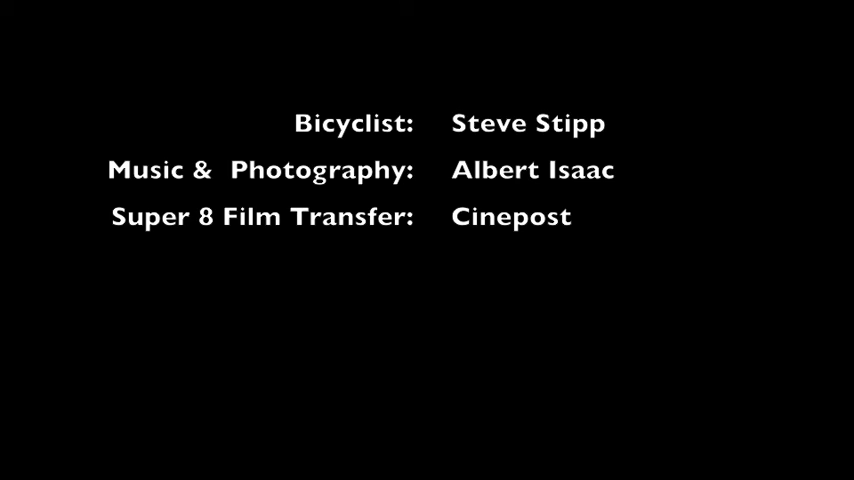 Bicyclist: Steve Stipp
Music & Photography: Albert Isaac
Super 8 Film Transfer: Cinepost